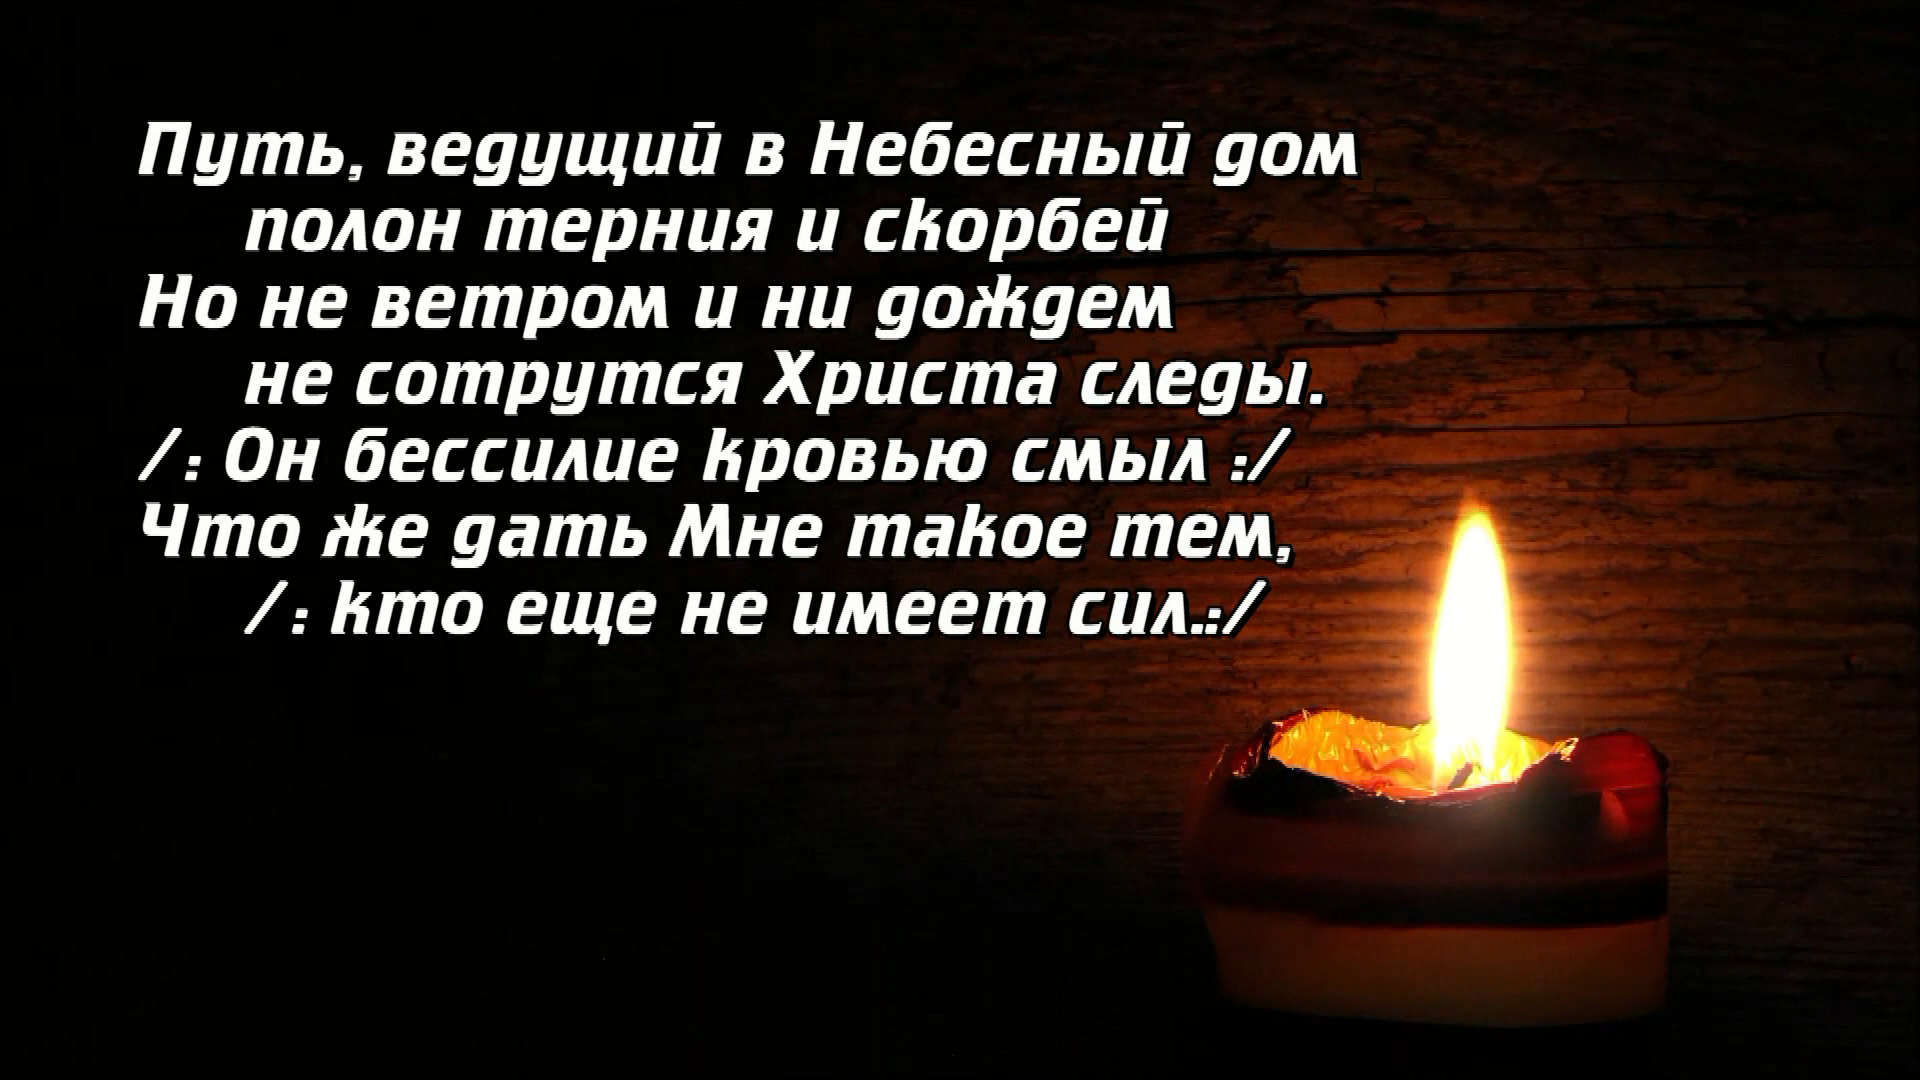 Путь, ведущий в Небесный дом
полон терния и скорбей
Но не ветром и ни дождем
не сотрутся Христа следы.
/: Он бессилие кровью смыл :/
Что же дать Мне такое тем,
/: кто еще не имеет сил.:/